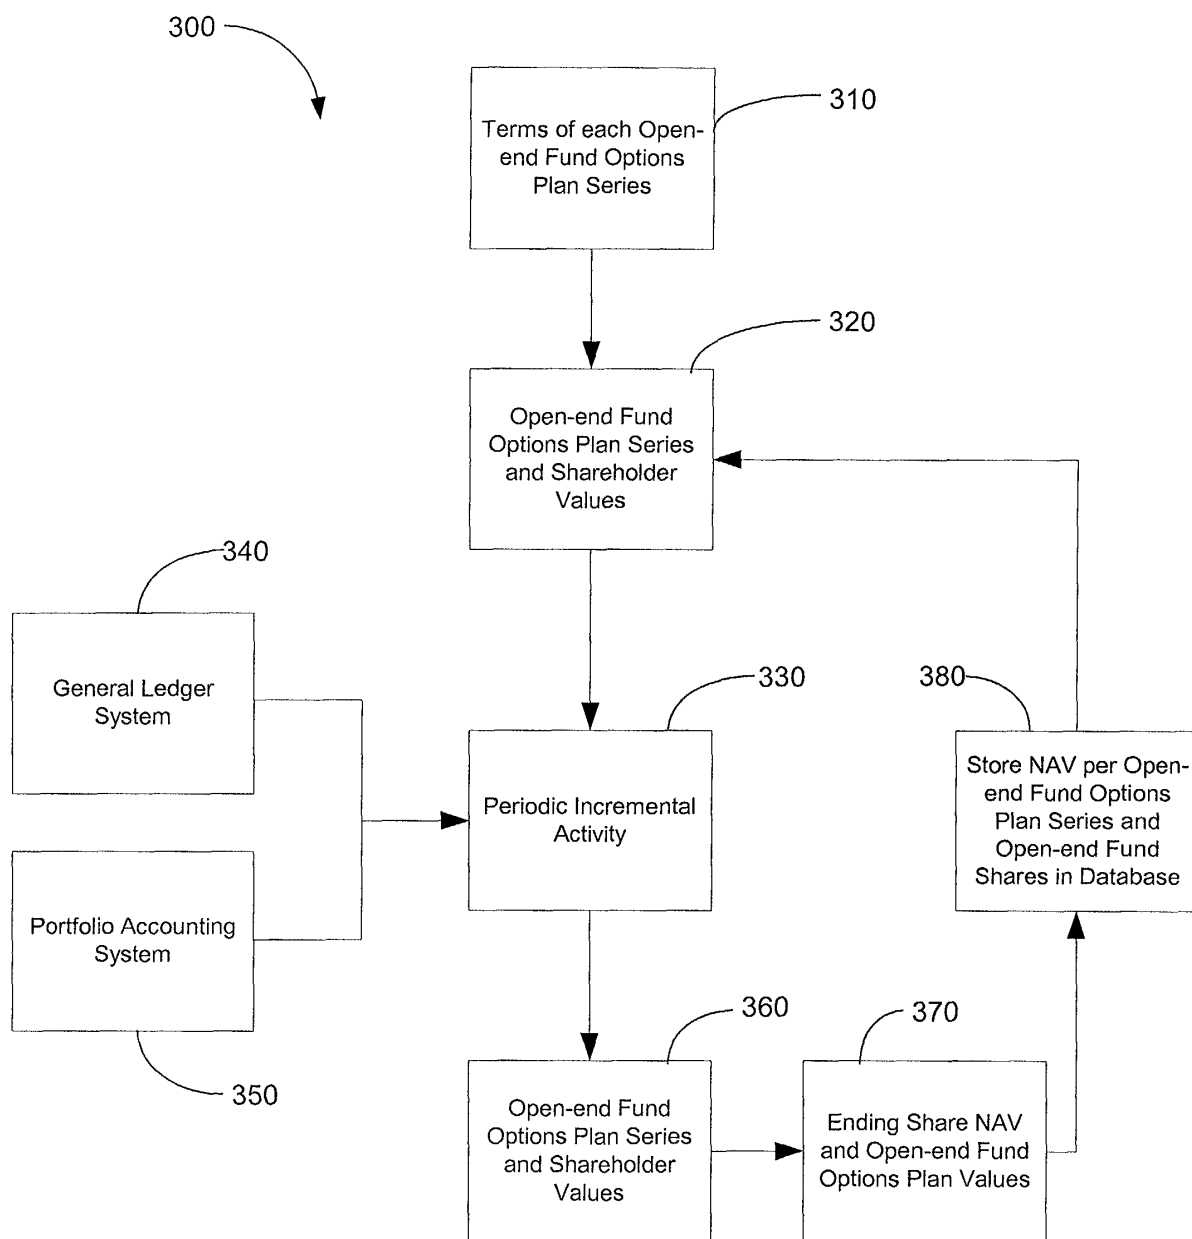 300
310
Terms of each Open-
end Fund Options
Plan Series
320
Open-end Fund
Options Plan Series
and Shareholder
Values
340
General Ledger
System
330
Periodic Incremental
Activity
380
Store NAV per Open-
end Fund Options
Plan Series and
Open-end Fund
Shares in Database
Portfolio Accounting
System
350
360
Open-end Fund
Options Plan Series
and Shareholder
Values
370
Ending Share NAV
and Open-end Fund
Options Plan Values